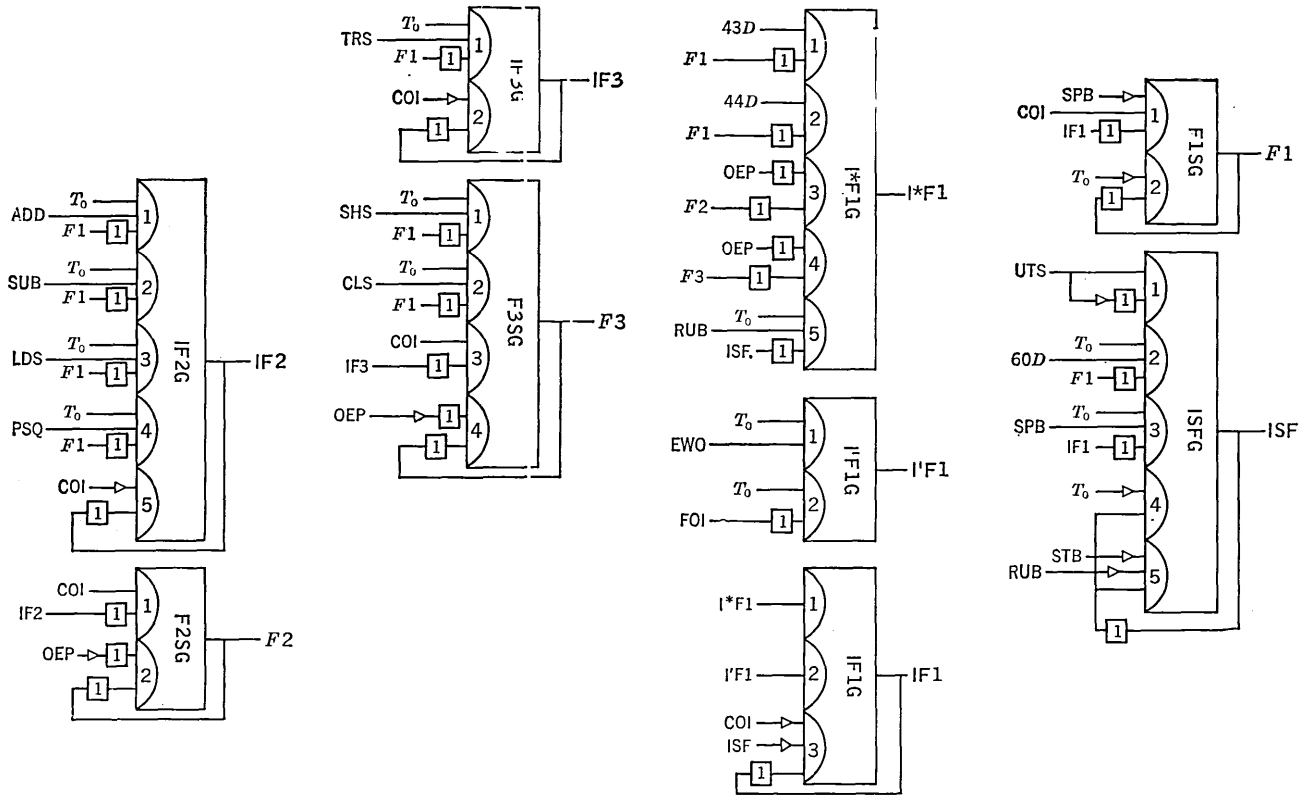 T₀
TRS
F1
1
1
COI
2
1
IF3G
IF3
T₀
ADD
F1
1
1
T₀
SUB
F1
1
2
T₀
LDS
F1
1
3
T₀
PSQ
F1
1
4
COI
1
5
IF2G
IF2
COI
IF2
1
1
OEP
1
1
2
F2SG
F2
T₀
SHS
F1
1
1
T₀
CLS
F1
1
2
COI
IF3
1
3
OEP
1
1
4
F3SG
F3
43D
F1
1
1
44D
F1
1
2
OEP
1
F2
1
3
OEP
1
F3
1
4
T₀
RUB
ISF.
1
5
I*F1G
I*F1
T₀
EWO
1
T₀
FOI
1
2
I'F1G
I'F1
I*F1
1
I'F1
2
COI
ISF
1
3
IF1G
IF1
SPB
COI
IF1
1
1
T₀
1
2
F1SG
F1
UTS
1
1
T₀
60D
F1
1
2
T₀
SPB
IF1
1
3
T₀
4
STB
RUB
5
1
ISFG
ISF